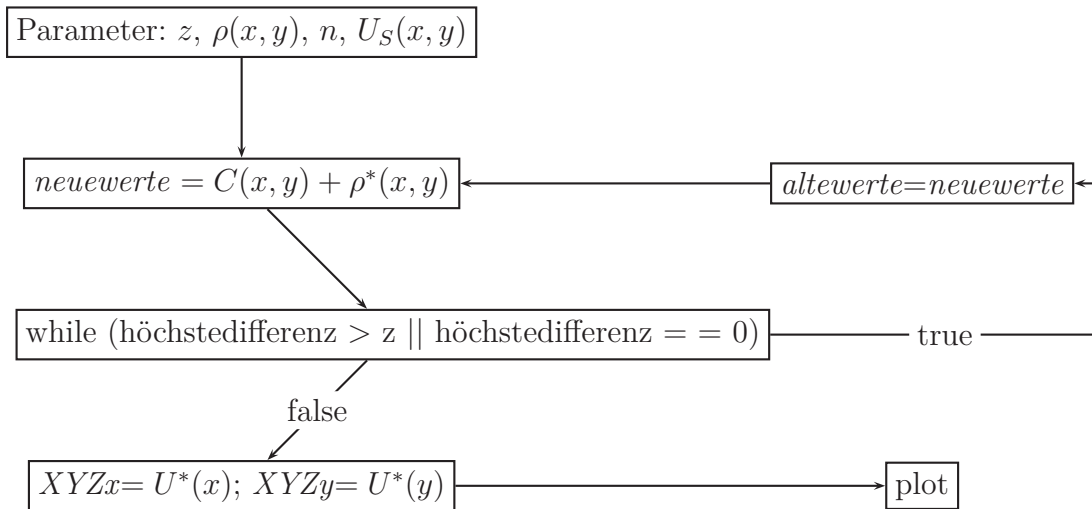 Parameter: z, ρ(x, y), n, U_S(x, y)
neuewerte = C(x, y) + ρ*(x, y)
altewerte=neuewerte
while (höchstedifferenz > z || höchstedifferenz = = 0)
true
false
XYZx= U*(x); XYZy= U*(y)
plot